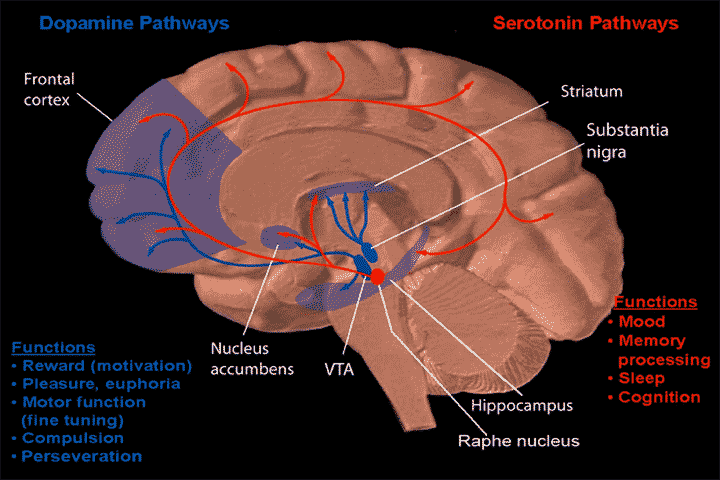 Dopamine Pathways
Serotonin Pathways
Frontal
cortex
Striatum
Substantia
nigra
Nucleus
accumbens
VTA
Hippocampus
Raphe nucleus
Functions
• Reward (motivation)
• Pleasure, euphoria
• Motor function
(fine tuning)
• Compulsion
• Perseveration
Functions
• Mood
• Memory
processing
• Sleep
• Cognition